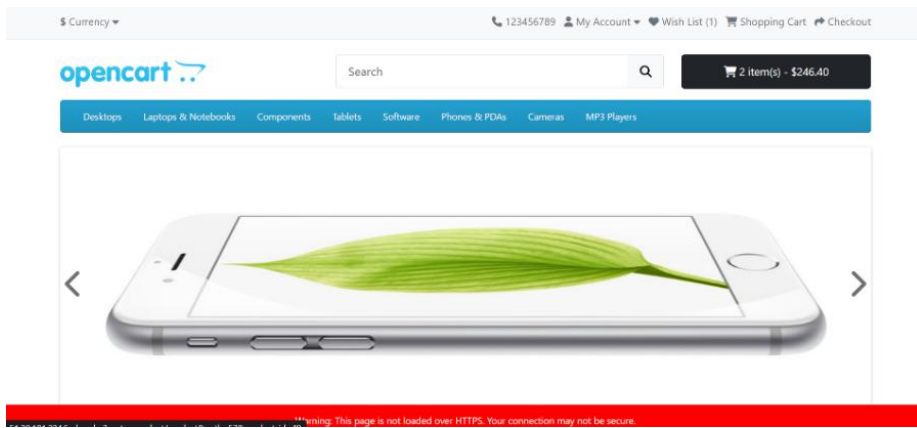 $ Currency
123456789 My Account Wish List (1) Shopping Cart Checkout
opencart
Search
2 item(s) - $246.40
Desktops Laptops & Notebooks Components Tablets Software Phones & PDAs Cameras MP3 Players
Warning: This page is not loaded over HTTPS. Your connection may not be secure.